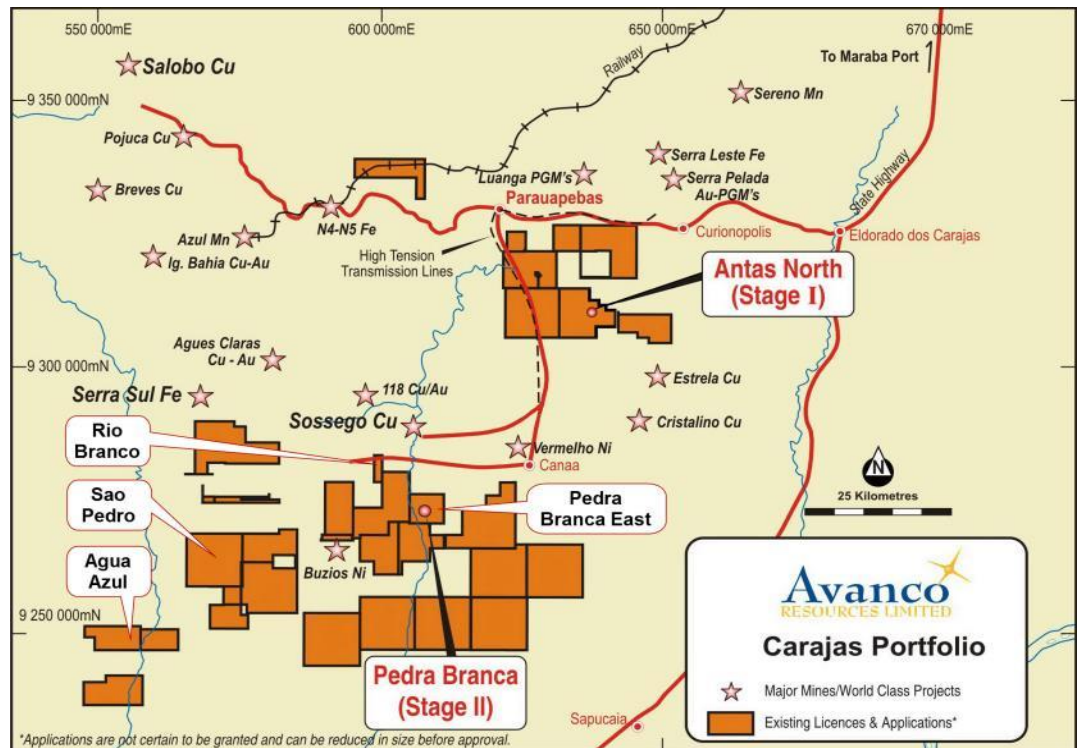 550 000mE
600 000mE
650 000mE
670 000mE
To Maraba Port
Salobo Cu
Railway
9 350 000mN
Sereno Mn
Pojuca Cu
Serra Leste Fe
Luanga PGM's
Serra Pelada
Au-PGM's
Breves Cu
Parauapebas
State Highway
N4-N5 Fe
Curionopolis
Eldorado dos Carajas
Azul Mn
Ig. Bahia Cu-Au
High Tension
Transmission Lines
Antas North
(Stage I)
Agues Claras
Cu - Au
9 300 000mN
Serra Sul Fe
118 Cu/Au
Estrela Cu
Sossego Cu
Cristalino Cu
Rio
Branco
Vermelho Ni
Canaa
N
25 Kilometres
Sao
Pedro
Pedra
Branca East
Agua
Azul
Buzios Ni
9 250 000mN
Pedra Branca
(Stage II)
Avanco
RESOURCES LIMITED
Carajas Portfolio
Major Mines/World Class Projects
Existing Licences & Applications*
Sapucaia
*Applications are not certain to be granted and can be reduced in size before approval.